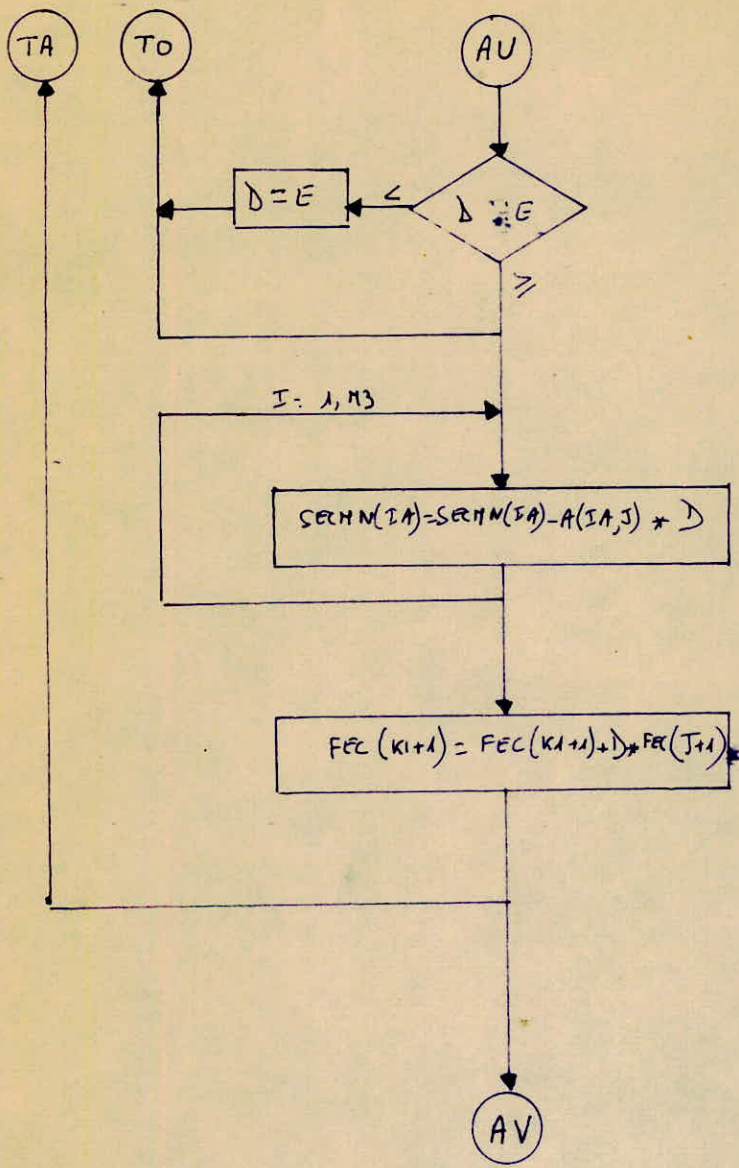 TA
TO
AU
D = E
<
D : E
≥
I = 1, M3
SECMN(IA)=SECMN(IA)-A(IA,J) * D
FEC(K1+1) = FEC(K1+1)+D*FEC(J+1)*
AV